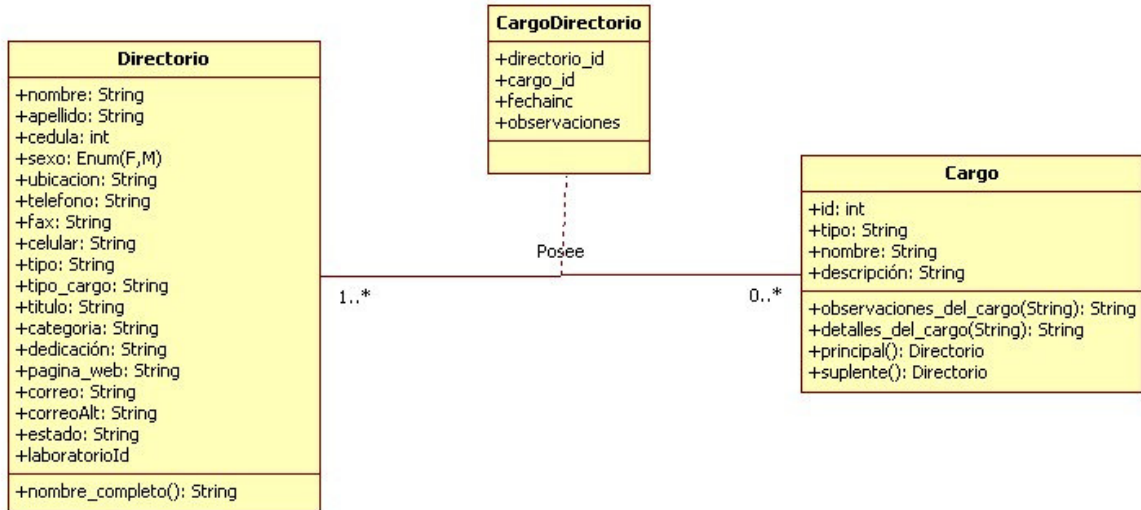 Directorio
+nombre: String
+apellido: String
+cedula: int
+sexo: Enum(F,M)
+ubicacion: String
+telefono: String
+fax: String
+celular: String
+tipo: String
+tipo_cargo: String
+titulo: String
+categoria: String
+dedicación: String
+pagina_web: String
+correo: String
+correoAlt: String
+estado: String
+laboratorioId
+nombre_completo(): String
CargoDirectorio
+directorio_id
+cargo_id
+fechainc
+observaciones
Posee
1..*
0..*
Cargo
+id: int
+tipo: String
+nombre: String
+descripción: String
+observaciones_del_cargo(String): String
+detalles_del_cargo(String): String
+principal(): Directorio
+suplente(): Directorio